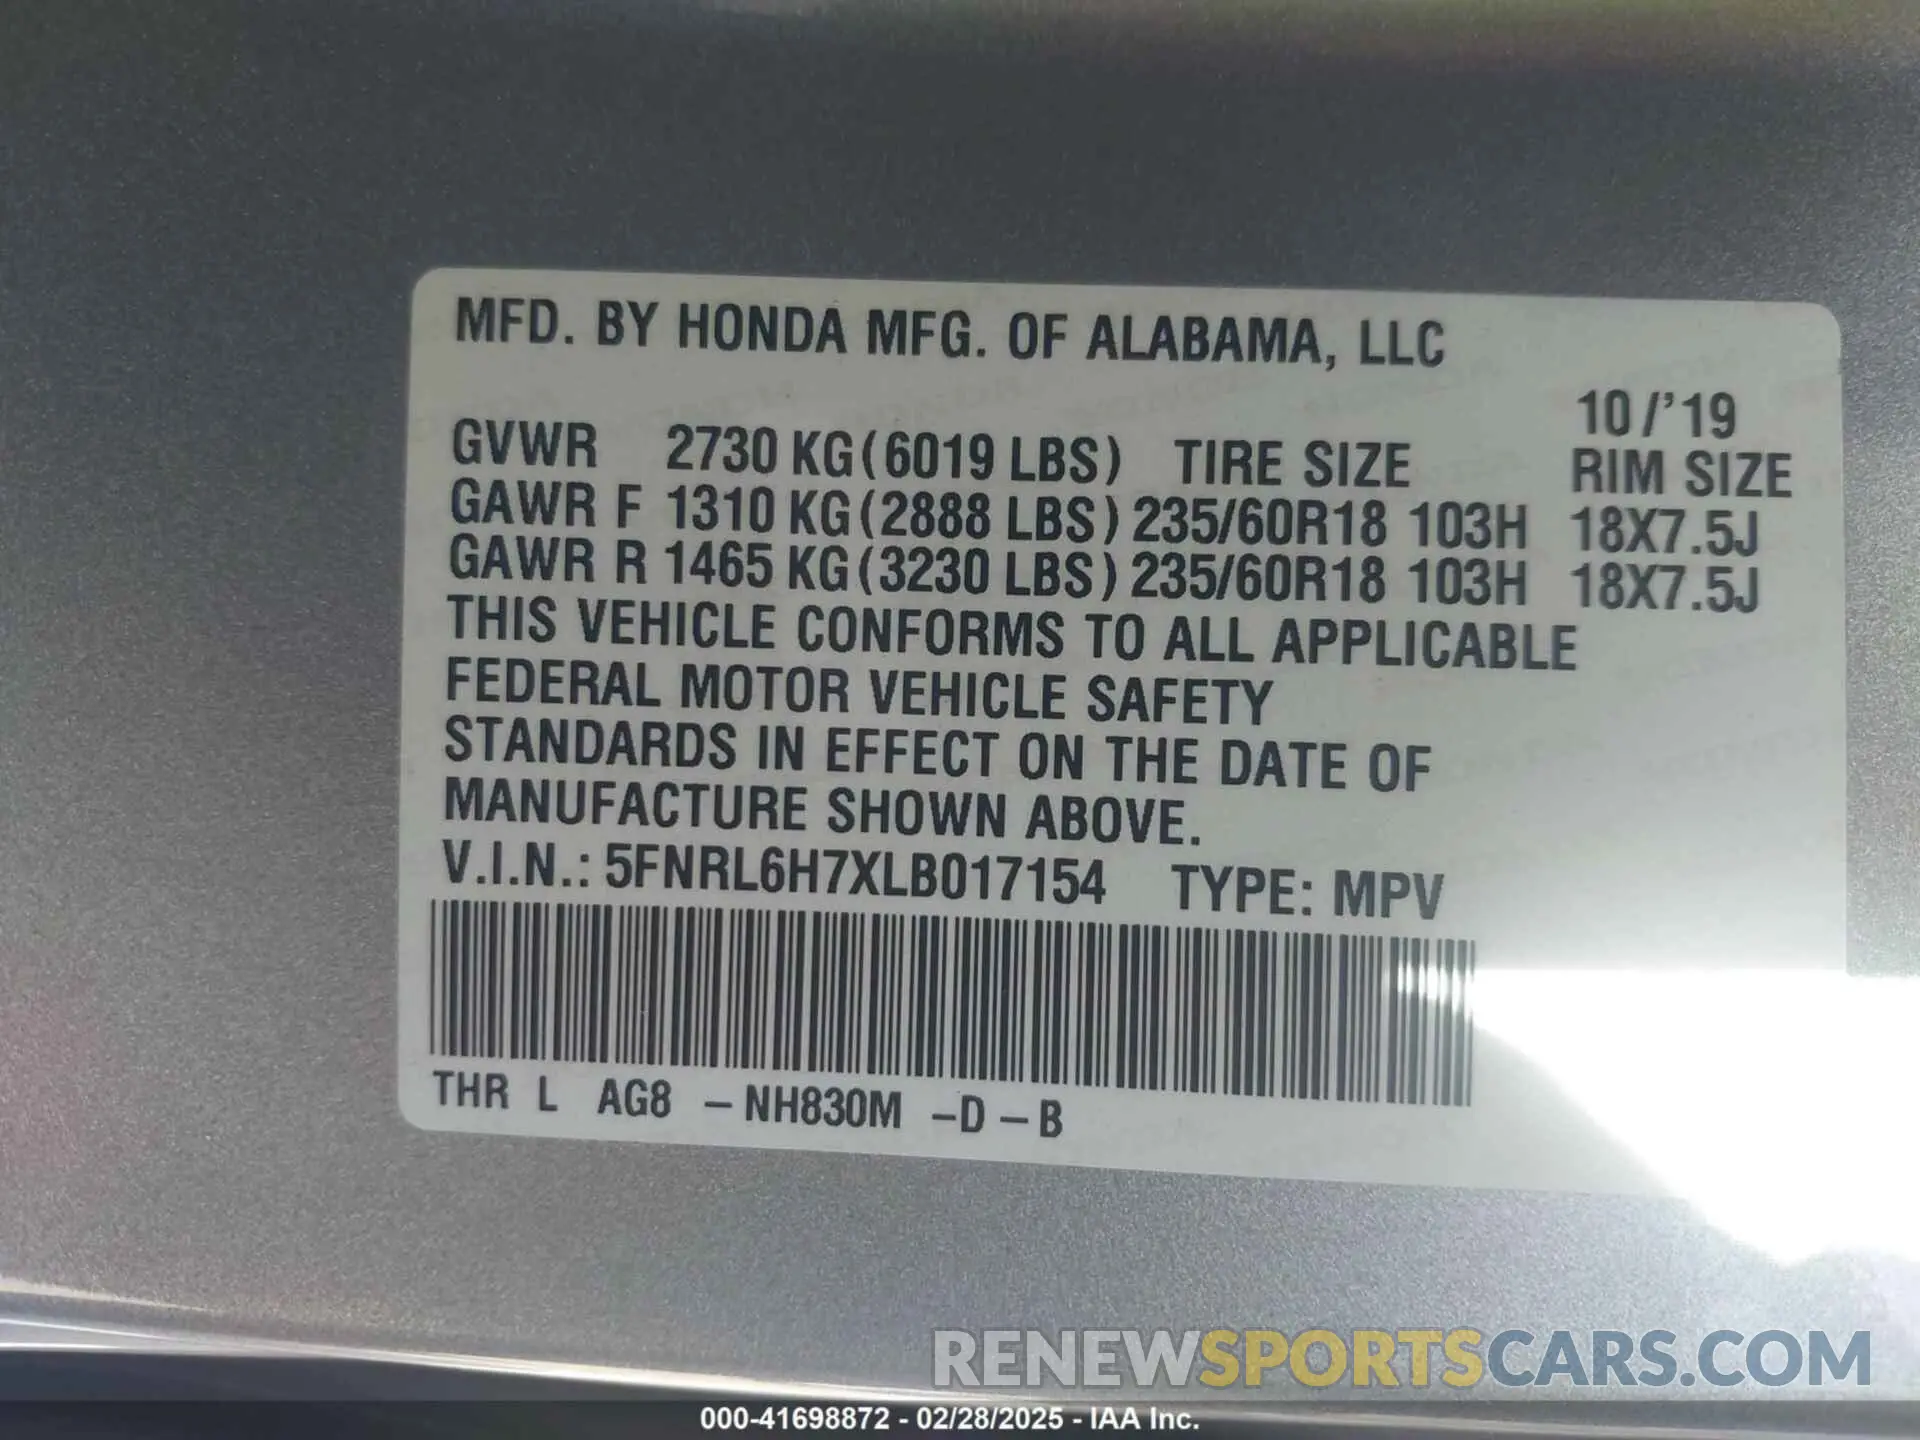 MFD. BY HONDA MFG. OF ALABAMA, LLC
10/'19
GVWR 2730 KG(6019 LBS) TIRE SIZE RIM SIZE
GAWR F 1310 KG(2888 LBS) 235/60R18 103H 18X7.5J
GAWR R 1465 KG(3230 LBS) 235/60R18 103H 18X7.5J
THIS VEHICLE CONFORMS TO ALL APPLICABLE
FEDERAL MOTOR VEHICLE SAFETY
STANDARDS IN EFFECT ON THE DATE OF
MANUFACTURE SHOWN ABOVE.
V.I.N.: 5FNRL6H7XLB017154 TYPE: MPV
THR L AG8 -NH830M -D-B
RENEWSPORTSCARS.COM
000-41698872 - 02/28/2025 - IAA Inc.